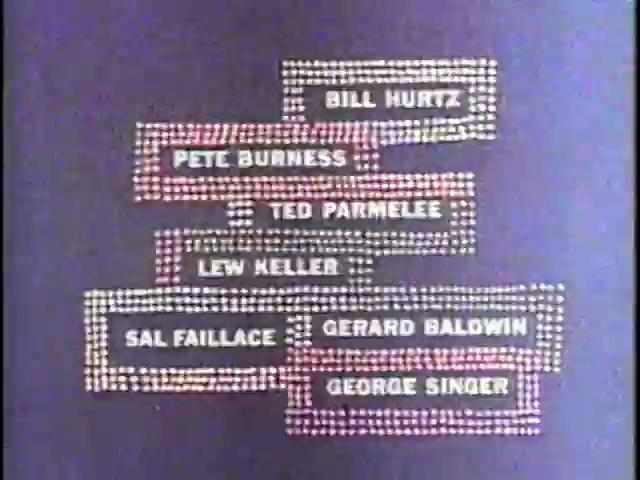 BILL HURTZ
PETE BURNESS
TED PARMELEE
LEW KELLER
SAL FAILLACE
GERARD BALDWIN
GEORGE SINGER